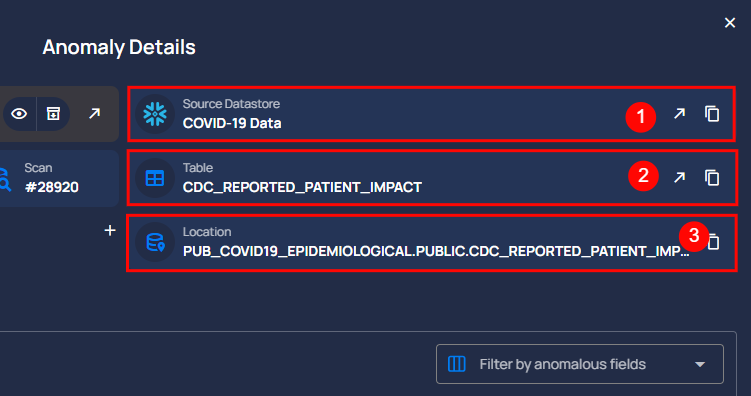 Anomaly Details
Source Datastore
COVID-19 Data
1
Scan
#28920
Table
CDC_REPORTED_PATIENT_IMPACT
2
Location
PUB_COVID19_EPIDEMIOLOGICAL.PUBLIC.CDC_REPORTED_PATIENT_IMP...
3
Filter by anomalous fields